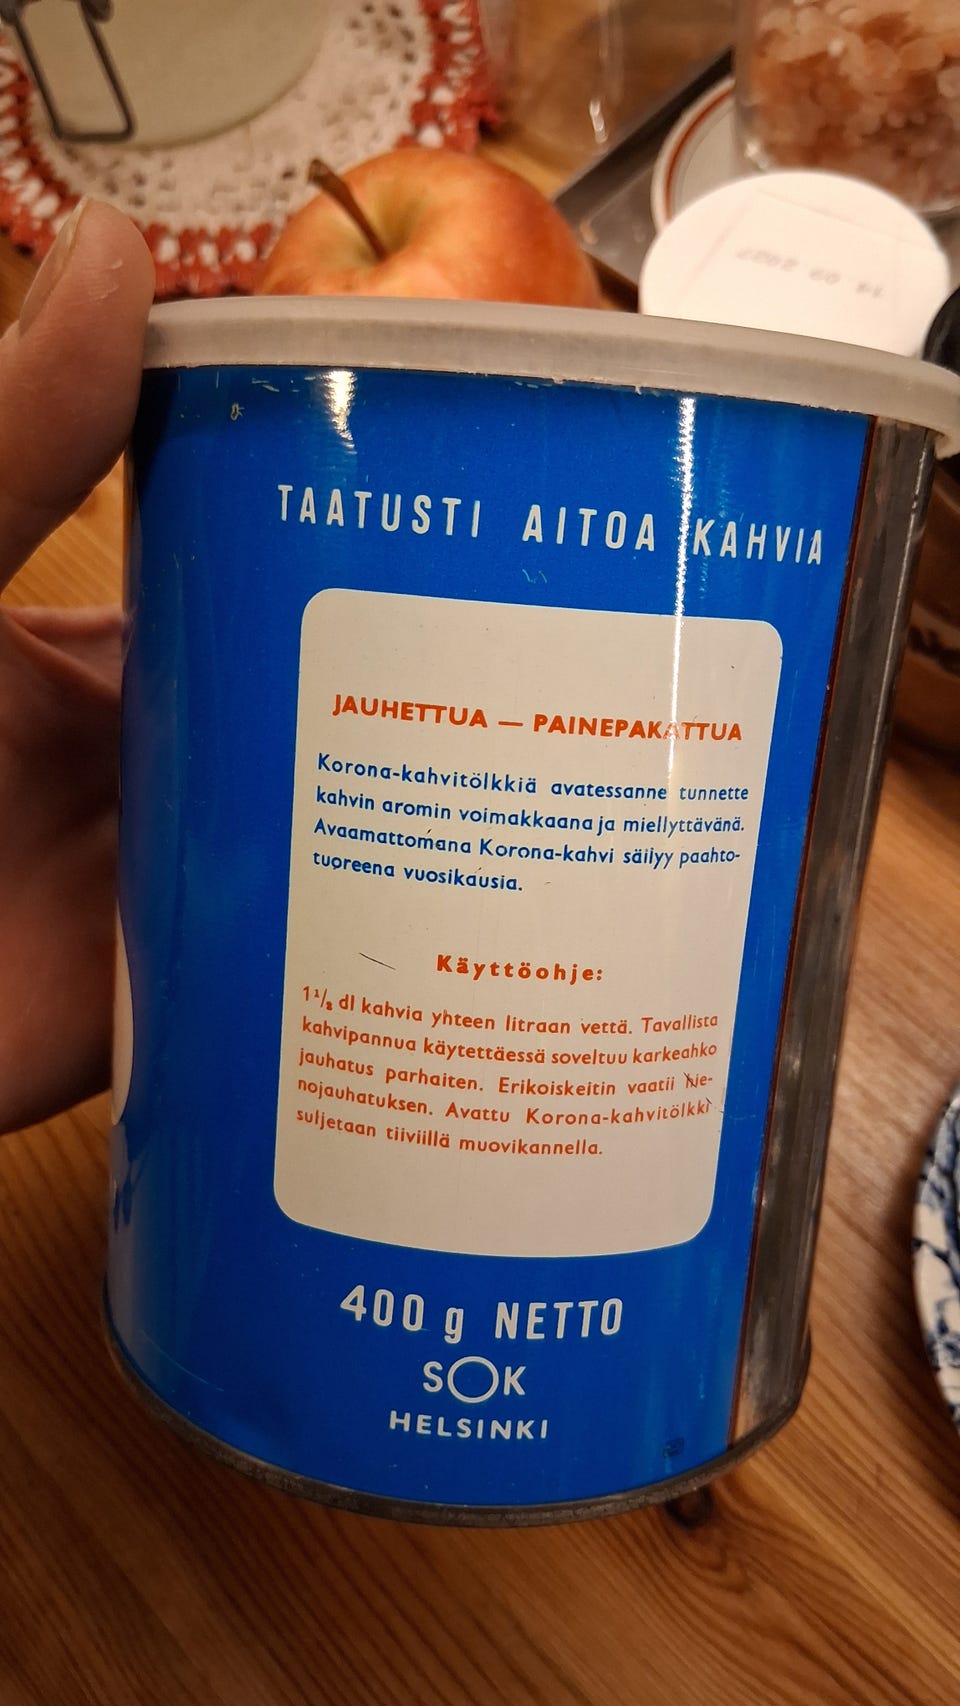 TAATUSTI AITOA KAHVIA
JAUHETTUA — PAINEPAKATTUA
Korona-kahvitölkkiä avatessanne tunnette
kahvin aromin voimakkaana ja miellyttävänä.
Avaamattomana Korona-kahvi säilyy paahto-
tuoreena vuosikausia.
Käyttöohje:
1 1/2 dl kahvia yhteen litraan vettä. Tavallista
kahvipannua käytettäessä soveltuu karkeahko
jauhatus parhaiten. Erikoiskeitin vaatii hie-
nojauhatuksen. Avattu Korona-kahvitölkki
suljetaan tiiviillä muovikannella.
400 g NETTO
SOK
HELSINKI